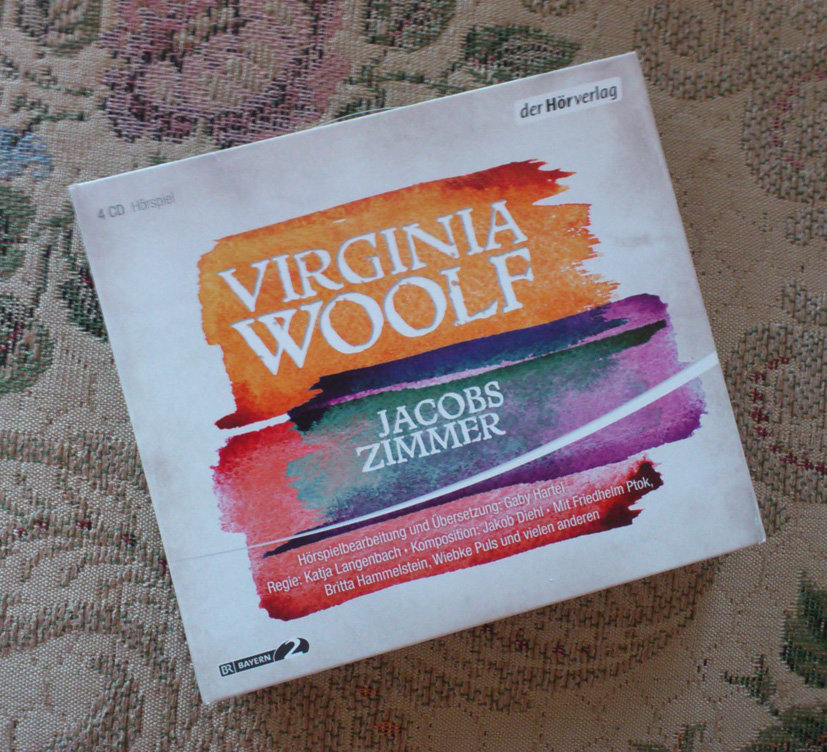 der Hörverlag
4 CD Hörspiel
VIRGINIA
WOOLF
JACOBS
ZIMMER
Hörspielbearbeitung und Übersetzung: Gaby Hartel
Regie: Katja Langenbach • Komposition: Jakob Diehl • Mit Friedhelm Ptok,
Britta Hammelstein, Wiebke Puls und vielen anderen
BR BAYERN 2